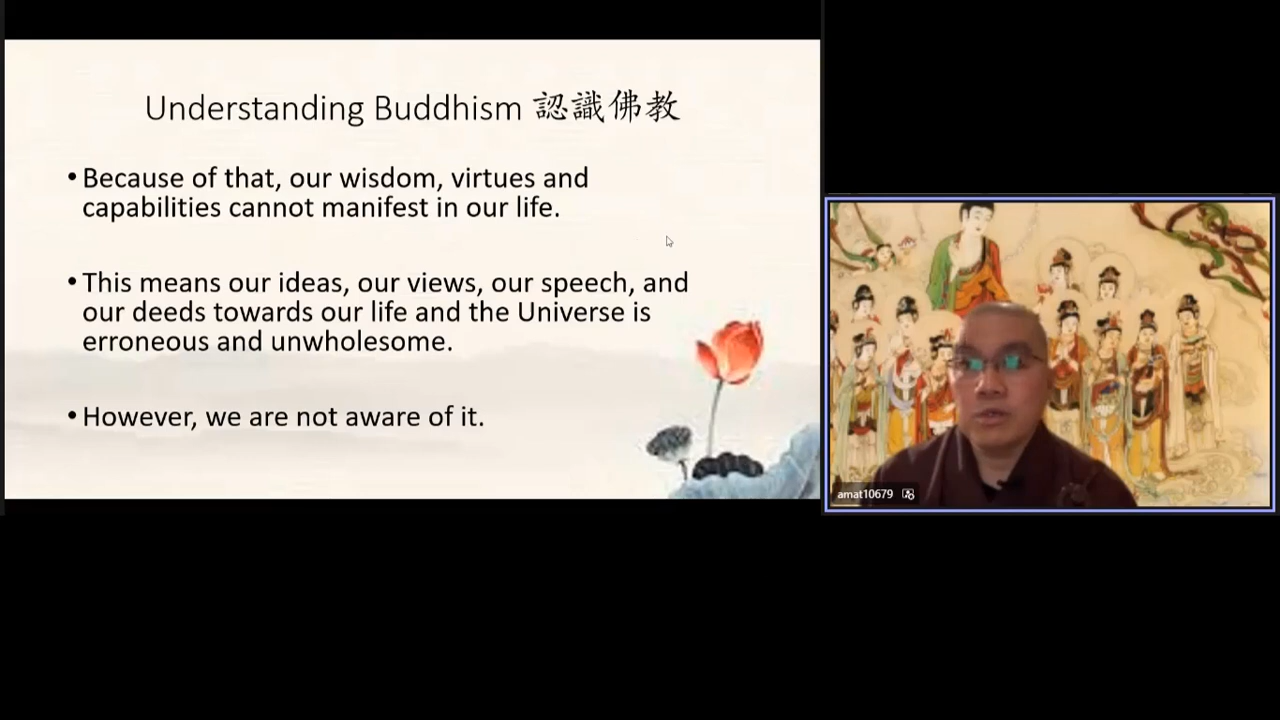 Understanding Buddhism 認識佛教
•Because of that, our wisdom, virtues and
capabilities cannot manifest in our life.
•This means our ideas, our views, our speech, and
our deeds towards our life and the Universe is
erroneous and unwholesome.
•However, we are not aware of it.
amat10679